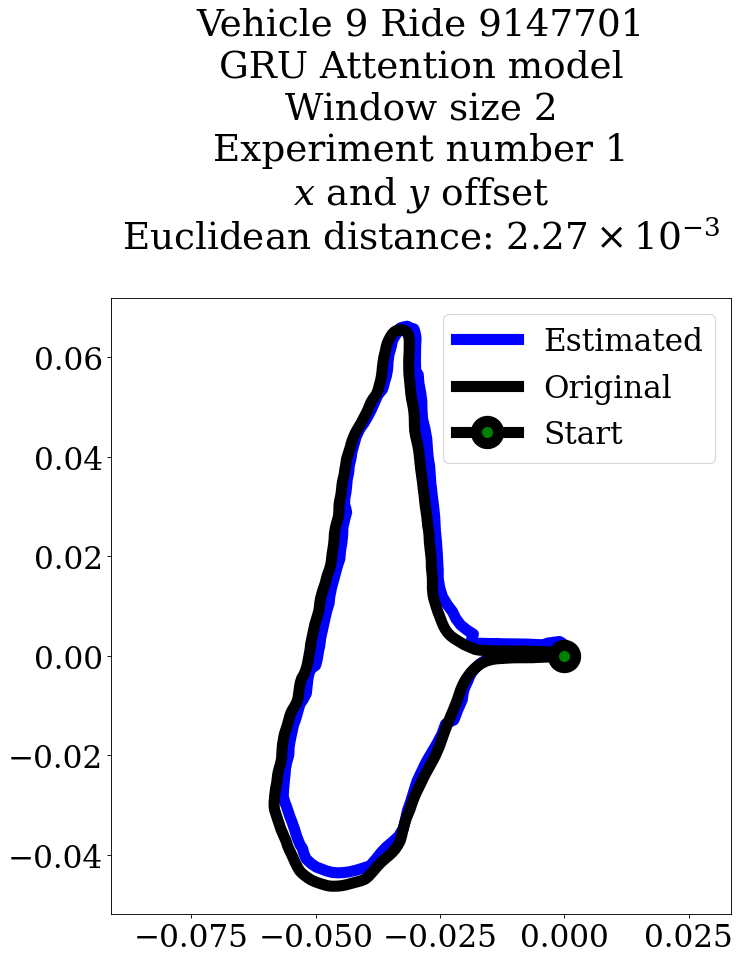 Vehicle 9 Ride 9147701
GRU Attention model
Window size 2
Experiment number 1
x and y offset
Euclidean distance: 2.27 × 10⁻³
Estimated
Original
Start
0.06
0.04
0.02
0.00
−0.02
−0.04
−0.075 −0.050 −0.025 0.000 0.025